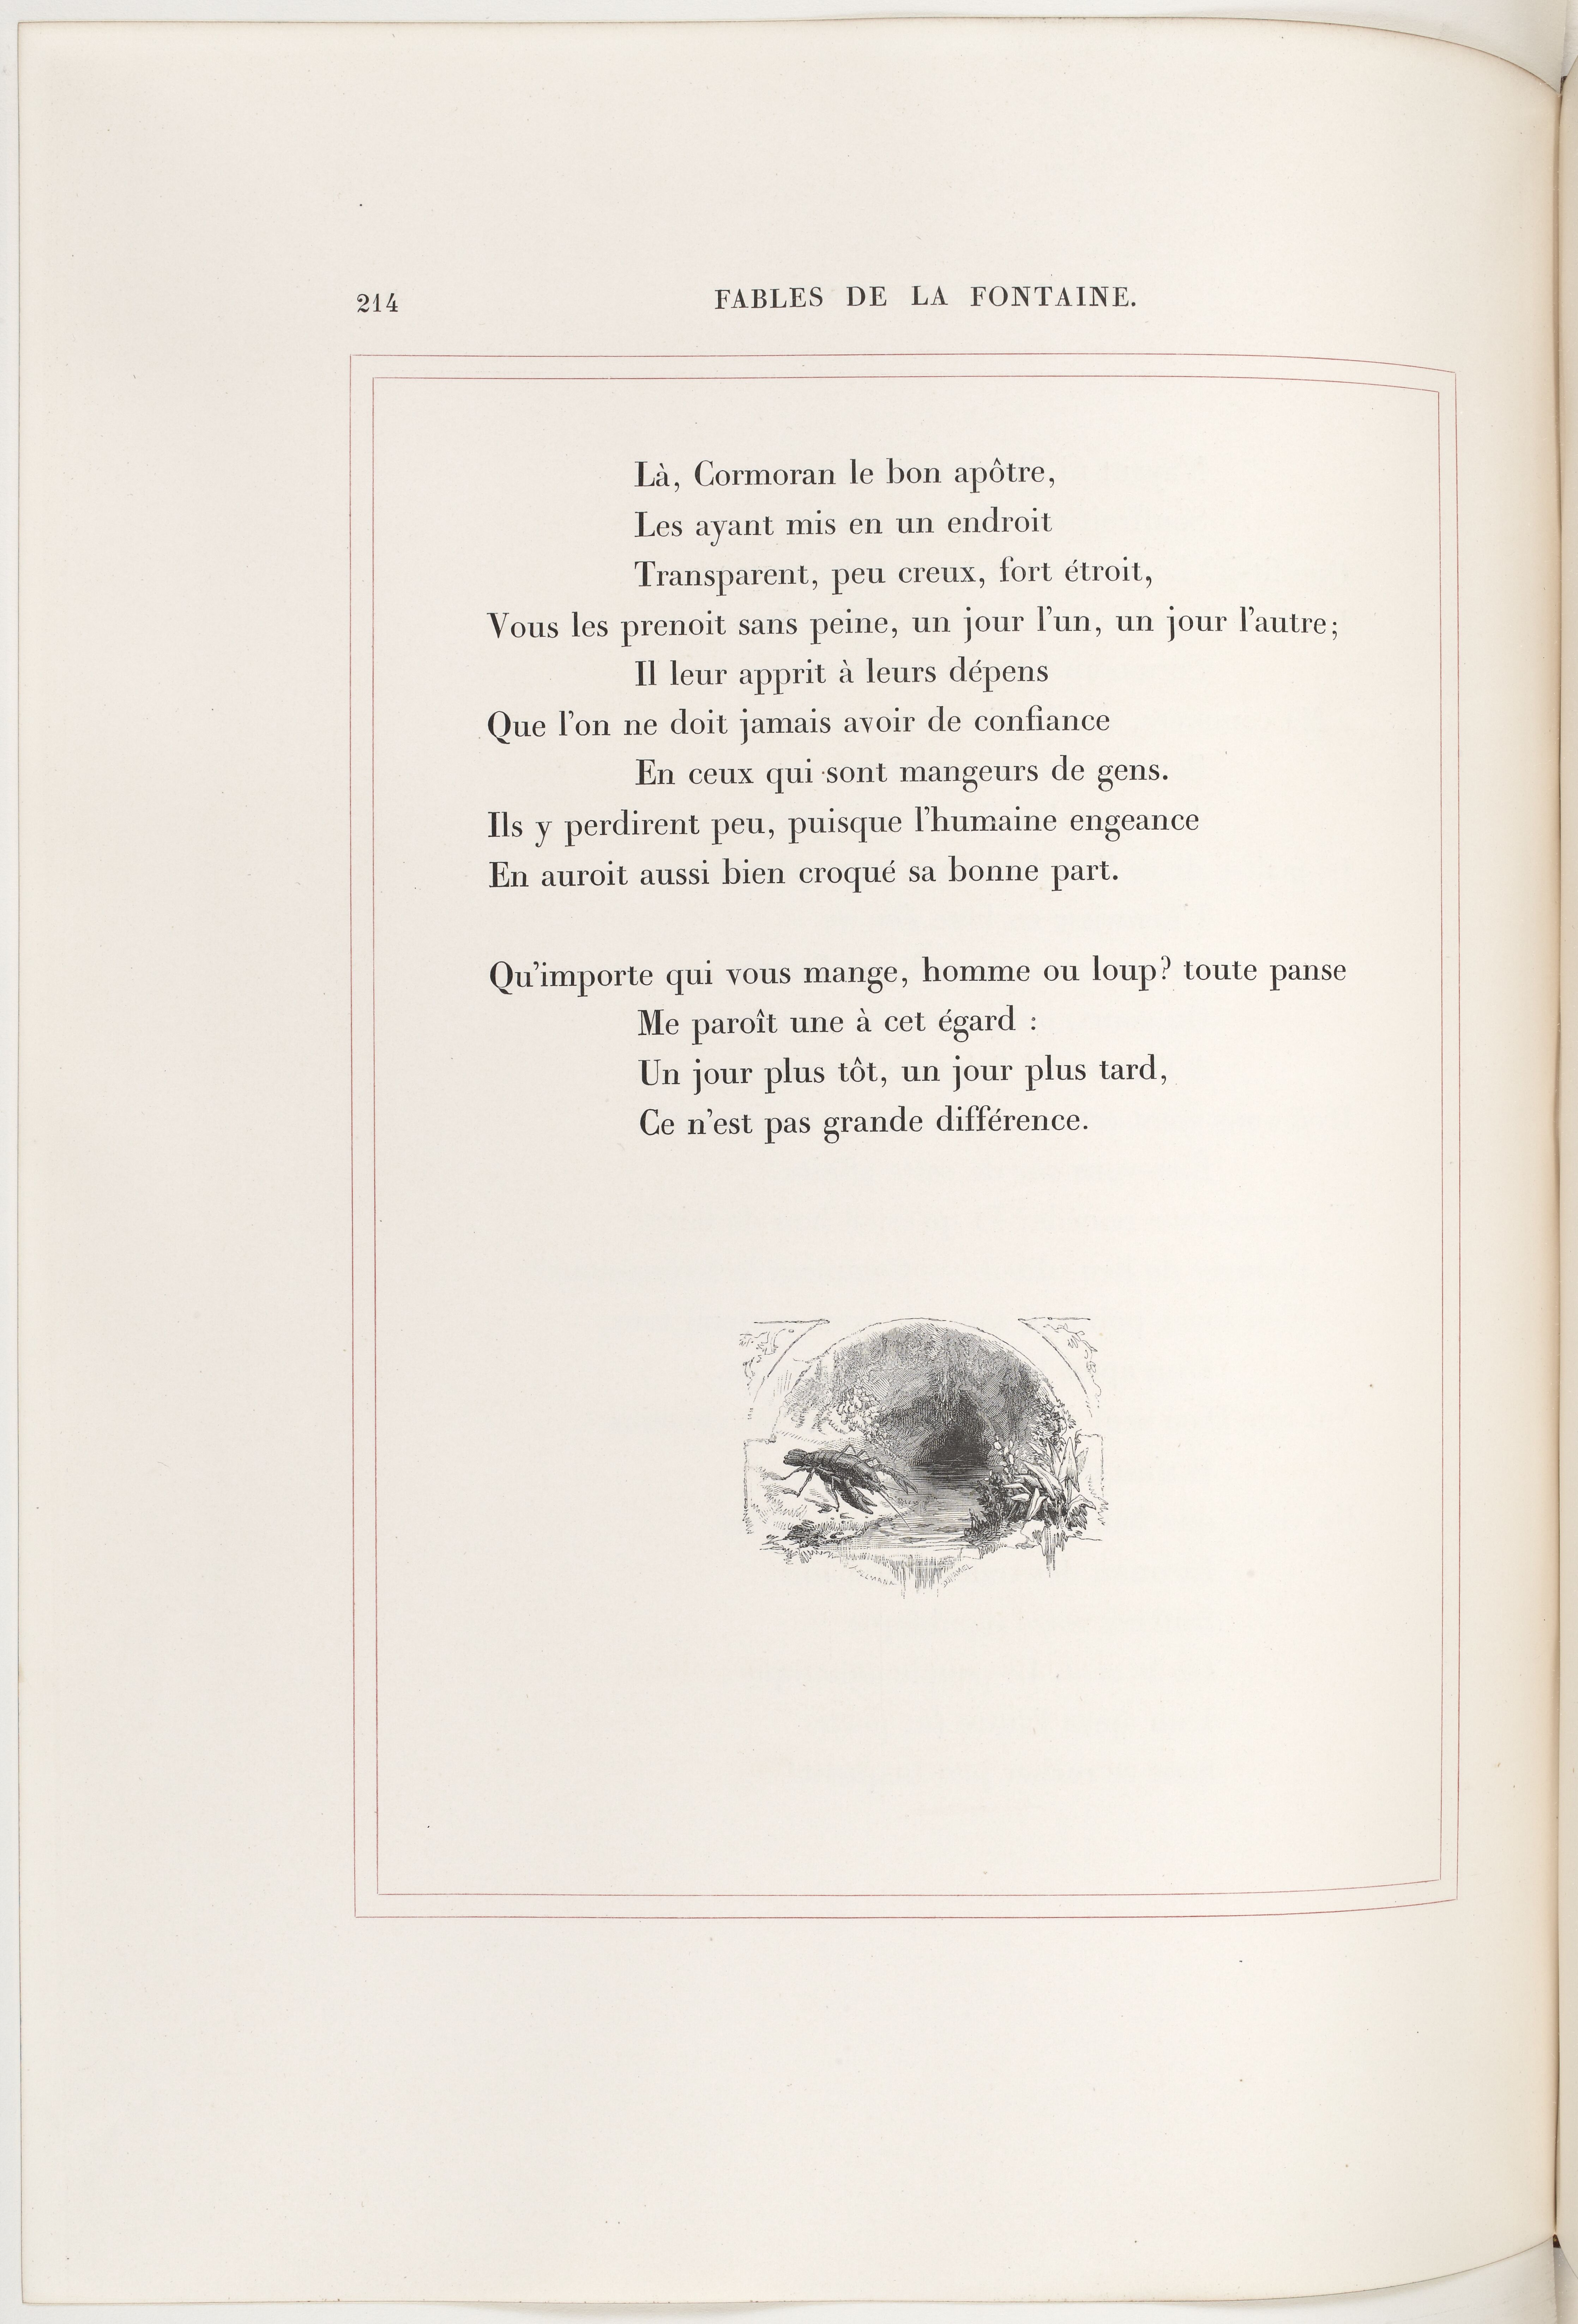 214
FABLES DE LA FONTAINE.
Là, Cormoran le bon apôtre,
Les ayant mis en un endroit
Transparent, peu creux, fort étroit,
Vous les prenoit sans peine, un jour l'un, un jour l'autre;
Il leur apprit à leurs dépens
Que l'on ne doit jamais avoir de confiance
En ceux qui sont mangeurs de gens.
Ils y perdirent peu, puisque l'humaine engeance
En auroit aussi bien croqué sa bonne part.
Qu'importe qui vous mange, homme ou loup? toute panse
Me paroît une à cet égard :
Un jour plus tôt, un jour plus tard,
Ce n'est pas grande différence.